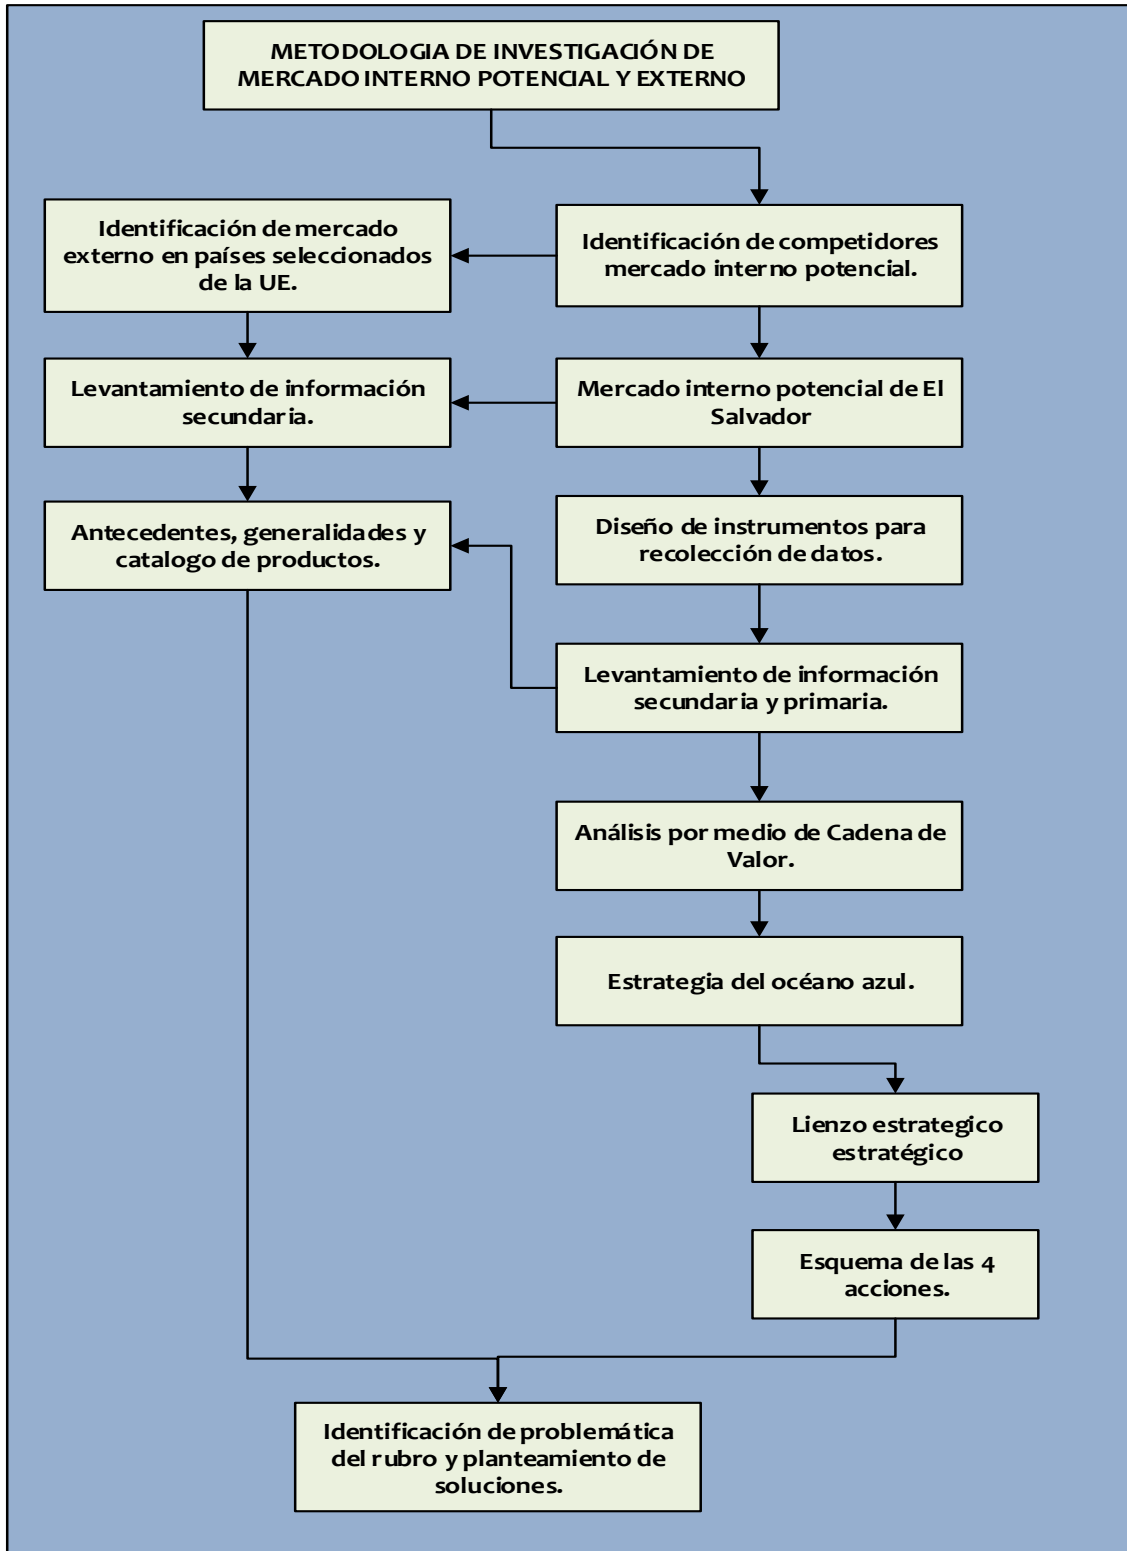 METODOLOGIA DE INVESTIGACIÓN DE
MERCADO INTERNO POTENCIAL Y EXTERNO
Identificación de mercado
externo en países seleccionados
de la UE.
Identificación de competidores
mercado interno potencial.
Levantamiento de información
secundaria.
Mercado interno potencial de El
Salvador
Antecedentes, generalidades y
catalogo de productos.
Diseño de instrumentos para
recolección de datos.
Levantamiento de información
secundaria y primaria.
Análisis por medio de Cadena de
Valor.
Estrategia del océano azul.
Lienzo estrategico
estratégico
Esquema de las 4
acciones.
Identificación de problemática
del rubro y planteamiento de
soluciones.